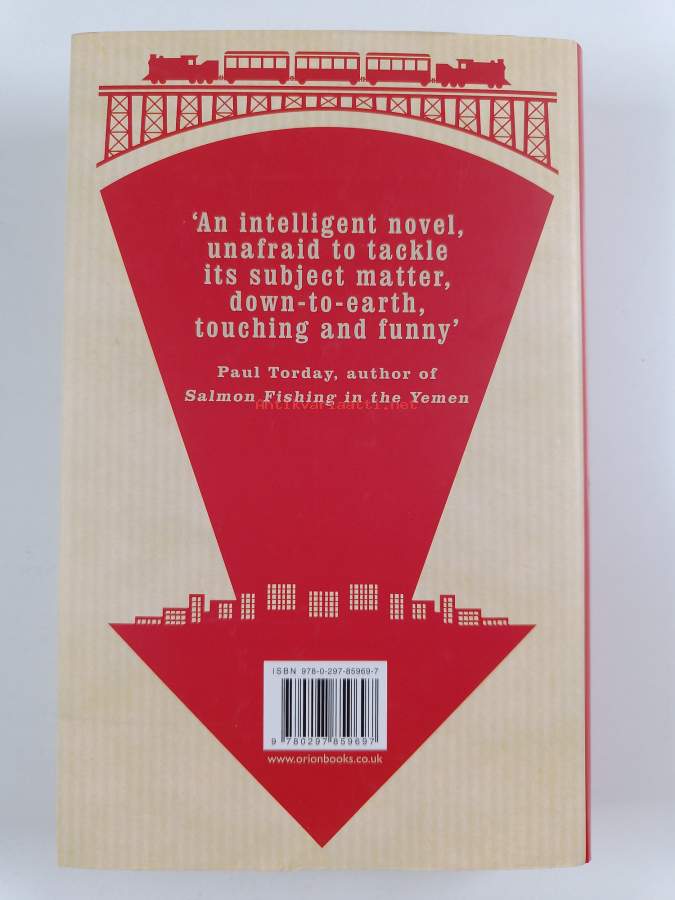 ‘An intelligent novel,
unafraid to tackle
its subject matter,
down-to-earth,
touching and funny’
Paul Torday, author of
Salmon Fishing in the Yemen
Antikvariaatti.net
ISBN 978-0-297-85969-7
9 780297 859697
www.orionbooks.co.uk